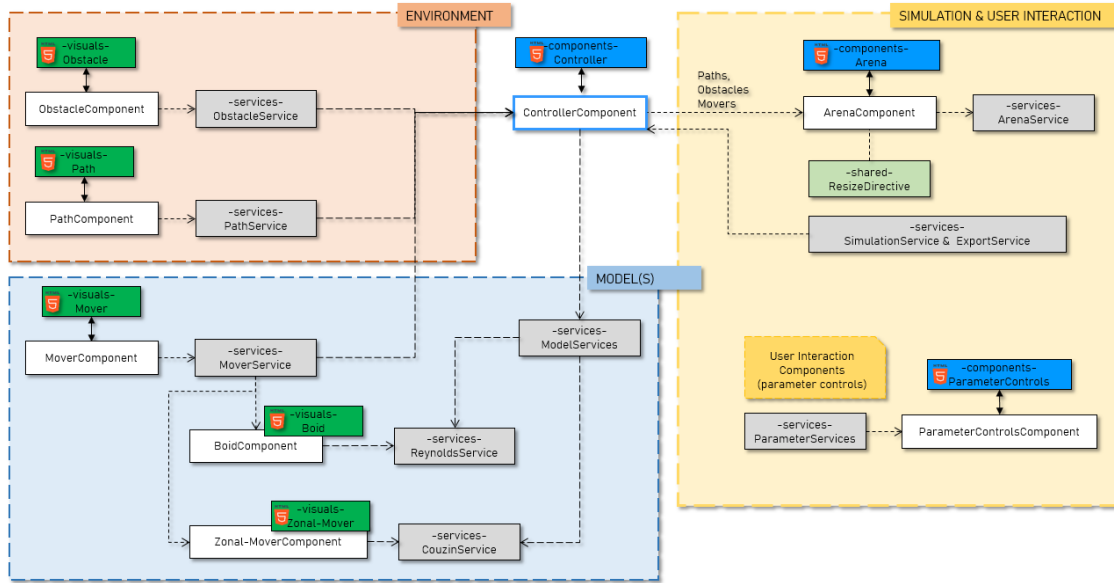 ENVIRONMENT
-visuals-
Obstacle
ObstacleComponent
-services-
ObstacleService
-visuals-
Path
PathComponent
-services-
PathService
-components-
Controller
ControllerComponent
SIMULATION & USER INTERACTION
Paths,
Obstacles
Movers
-components-
Arena
ArenaComponent
-services-
ArenaService
-shared-
ResizeDirective
-services-
SimulationService & ExportService
MODEL(S)
-visuals-
Mover
MoverComponent
-services-
MoverService
-services-
ModelServices
-visuals-
Boid
BoidComponent
-services-
ReynoldsService
-visuals-
Zonal-Mover
Zonal-MoverComponent
-services-
CouzinService
User Interaction
Components
(parameter controls)
-components-
ParameterControls
-services-
ParameterServices
ParameterControlsComponent